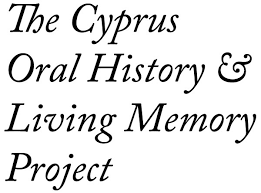 The Cyprus
Oral History &
Living Memory
Project